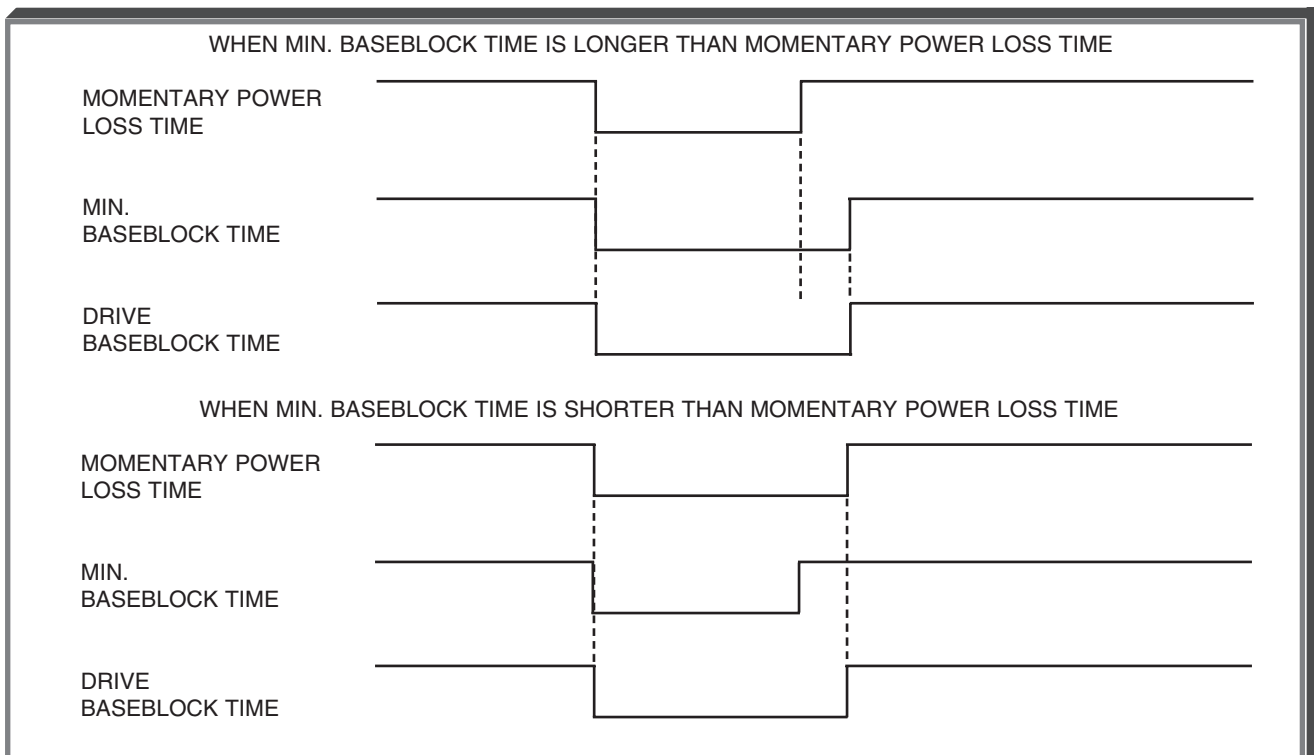 WHEN MIN. BASEBLOCK TIME IS LONGER THAN MOMENTARY POWER LOSS TIME
MOMENTARY POWER
LOSS TIME
MIN.
BASEBLOCK TIME
DRIVE
BASEBLOCK TIME
WHEN MIN. BASEBLOCK TIME IS SHORTER THAN MOMENTARY POWER LOSS TIME
MOMENTARY POWER
LOSS TIME
MIN.
BASEBLOCK TIME
DRIVE
BASEBLOCK TIME